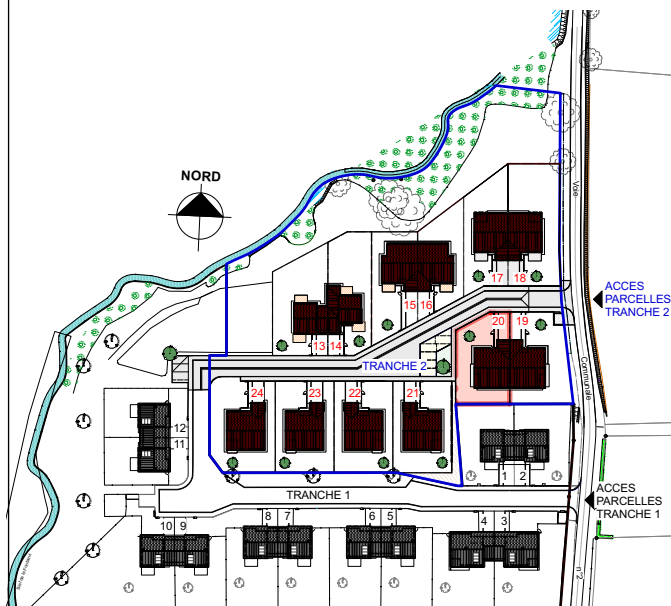 NORD
Voie
17 18
ACCES
PARCELLES
TRANCHE 2
15 16
20 19
13 14
TRANCHE 2
Communale
24 23 22 21
12
11
1 2
ACCES
PARCELLES
TRANCHE 1
TRANCHE 1
10 9
8 7
6 5
4 3
n°2